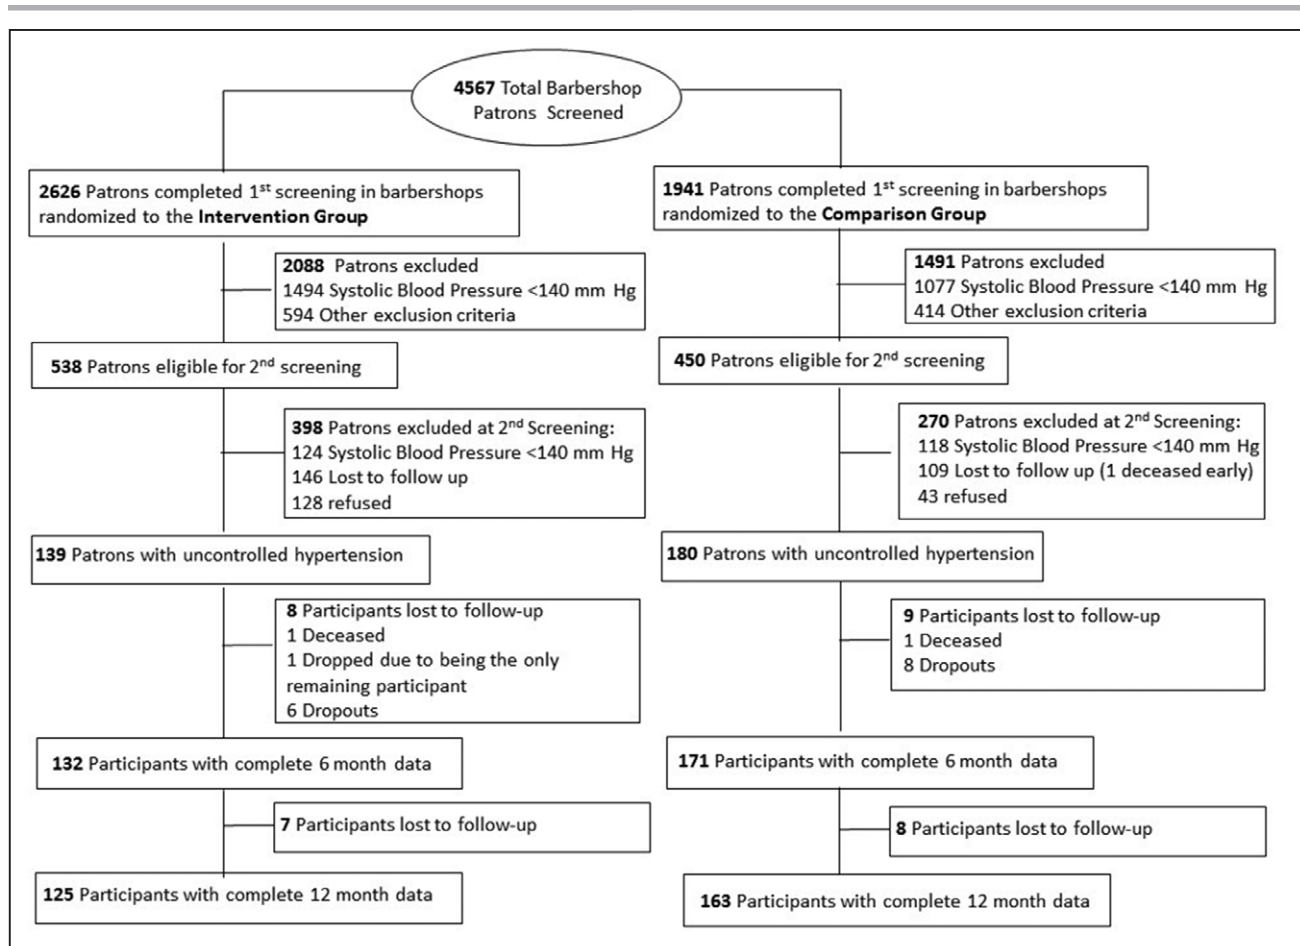 4567 Total Barbershop
Patrons Screened
2626 Patrons completed 1st screening in barbershops
randomized to the Intervention Group
1941 Patrons completed 1st screening in barbershops
randomized to the Comparison Group
2088 Patrons excluded
1494 Systolic Blood Pressure <140 mm Hg
594 Other exclusion criteria
1491 Patrons excluded
1077 Systolic Blood Pressure <140 mm Hg
414 Other exclusion criteria
538 Patrons eligible for 2nd screening
450 Patrons eligible for 2nd screening
398 Patrons excluded at 2nd Screening:
124 Systolic Blood Pressure <140 mm Hg
146 Lost to follow up
128 refused
270 Patrons excluded at 2nd Screening:
118 Systolic Blood Pressure <140 mm Hg
109 Lost to follow up (1 deceased early)
43 refused
139 Patrons with uncontrolled hypertension
180 Patrons with uncontrolled hypertension
8 Participants lost to follow-up
1 Deceased
1 Dropped due to being the only
remaining participant
6 Dropouts
9 Participants lost to follow-up
1 Deceased
8 Dropouts
132 Participants with complete 6 month data
171 Participants with complete 6 month data
7 Participants lost to follow-up
8 Participants lost to follow-up
125 Participants with complete 12 month data
163 Participants with complete 12 month data